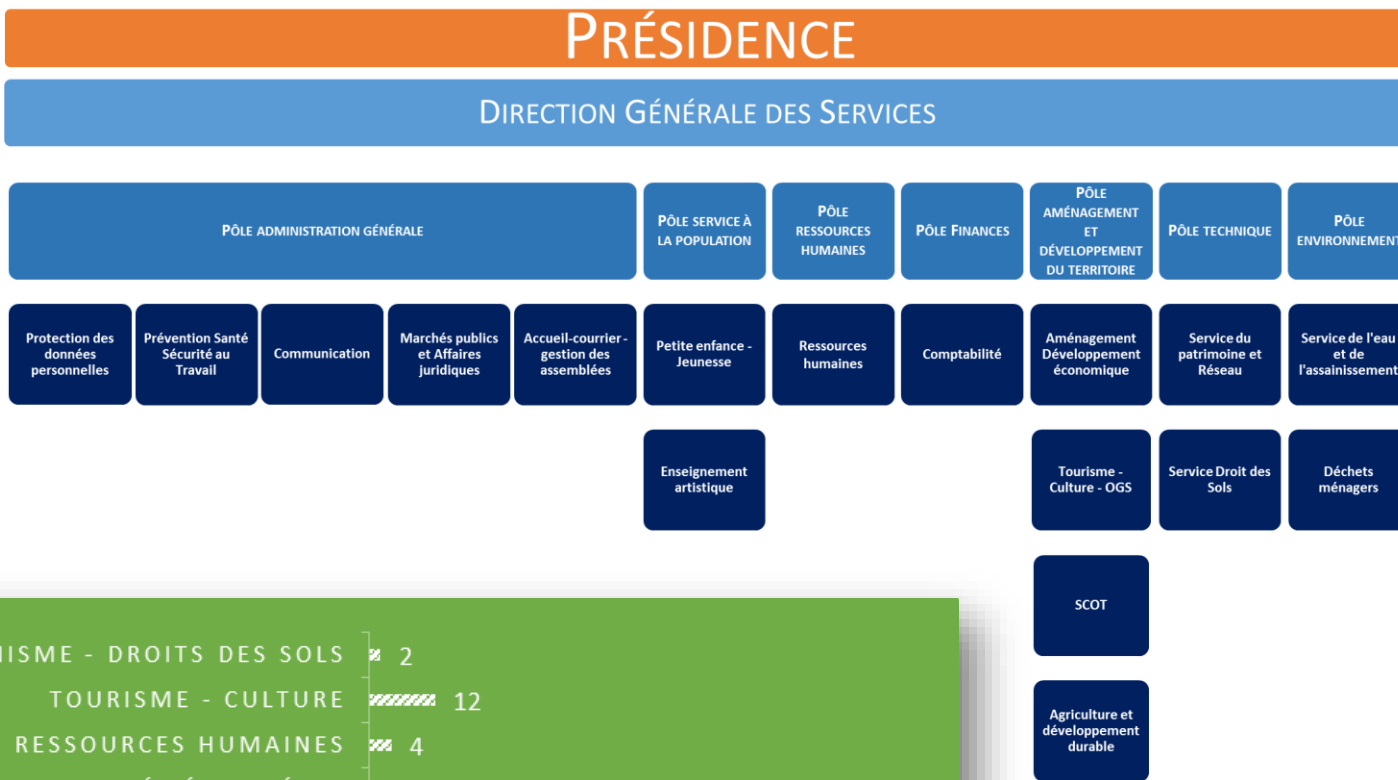 PRÉSIDENCE
DIRECTION GÉNÉRALE DES SERVICES
PÔLE ADMINISTRATION GÉNÉRALE
PÔLE SERVICE À
LA POPULATION
PÔLE
RESSOURCES
HUMAINES
PÔLE FINANCES
PÔLE
AMÉNAGEMENT
ET
DÉVELOPPEMENT
DU TERRITOIRE
PÔLE TECHNIQUE
PÔLE
ENVIRONNEMENT
Protection des
données
personnelles
Prévention Santé
Sécurité au
Travail
Communication
Marchés publics
et Affaires
juridiques
Accueil-courrier-
gestion des
assemblées
Petite enfance -
Jeunesse
Ressources
humaines
Comptabilité
Aménagement
Développement
économique
Service du
patrimoine et
Réseau
Service de l'eau
et de
l'assainissement
Enseignement
artistique
Tourisme -
Culture - OGS
Service Droit des
Sols
Déchets
ménagers
SCOT
Agriculture et
développement
durable
NISME - DROITS DES SOLS 2
TOURISME - CULTURE 12
RESSOURCES HUMAINES 4